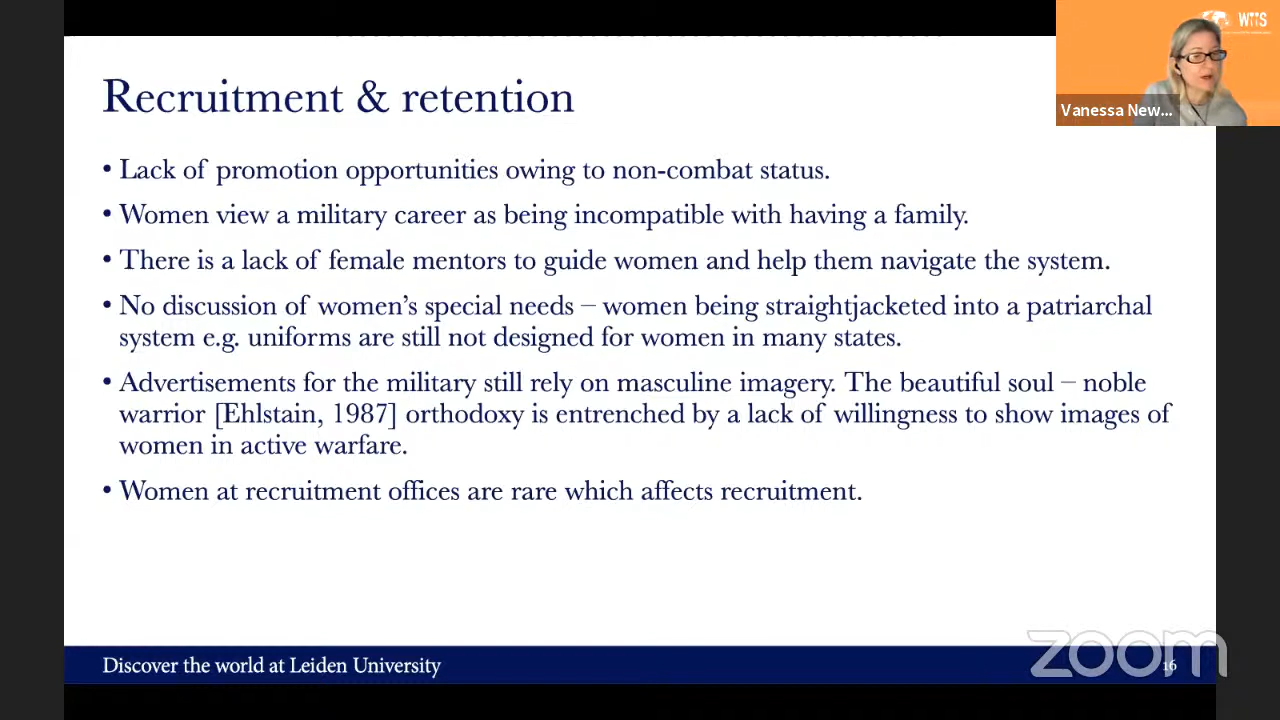 WIIS
Vanessa New...
Recruitment & retention
• Lack of promotion opportunities owing to non-combat status.
• Women view a military career as being incompatible with having a family.
• There is a lack of female mentors to guide women and help them navigate the system.
• No discussion of women's special needs – women being straightjacketed into a patriarchal
system e.g. uniforms are still not designed for women in many states.
• Advertisements for the military still rely on masculine imagery. The beautiful soul – noble
warrior [Ehlstain, 1987] orthodoxy is entrenched by a lack of willingness to show images of
women in active warfare.
• Women at recruitment offices are rare which affects recruitment.
Discover the world at Leiden University
zoom
16